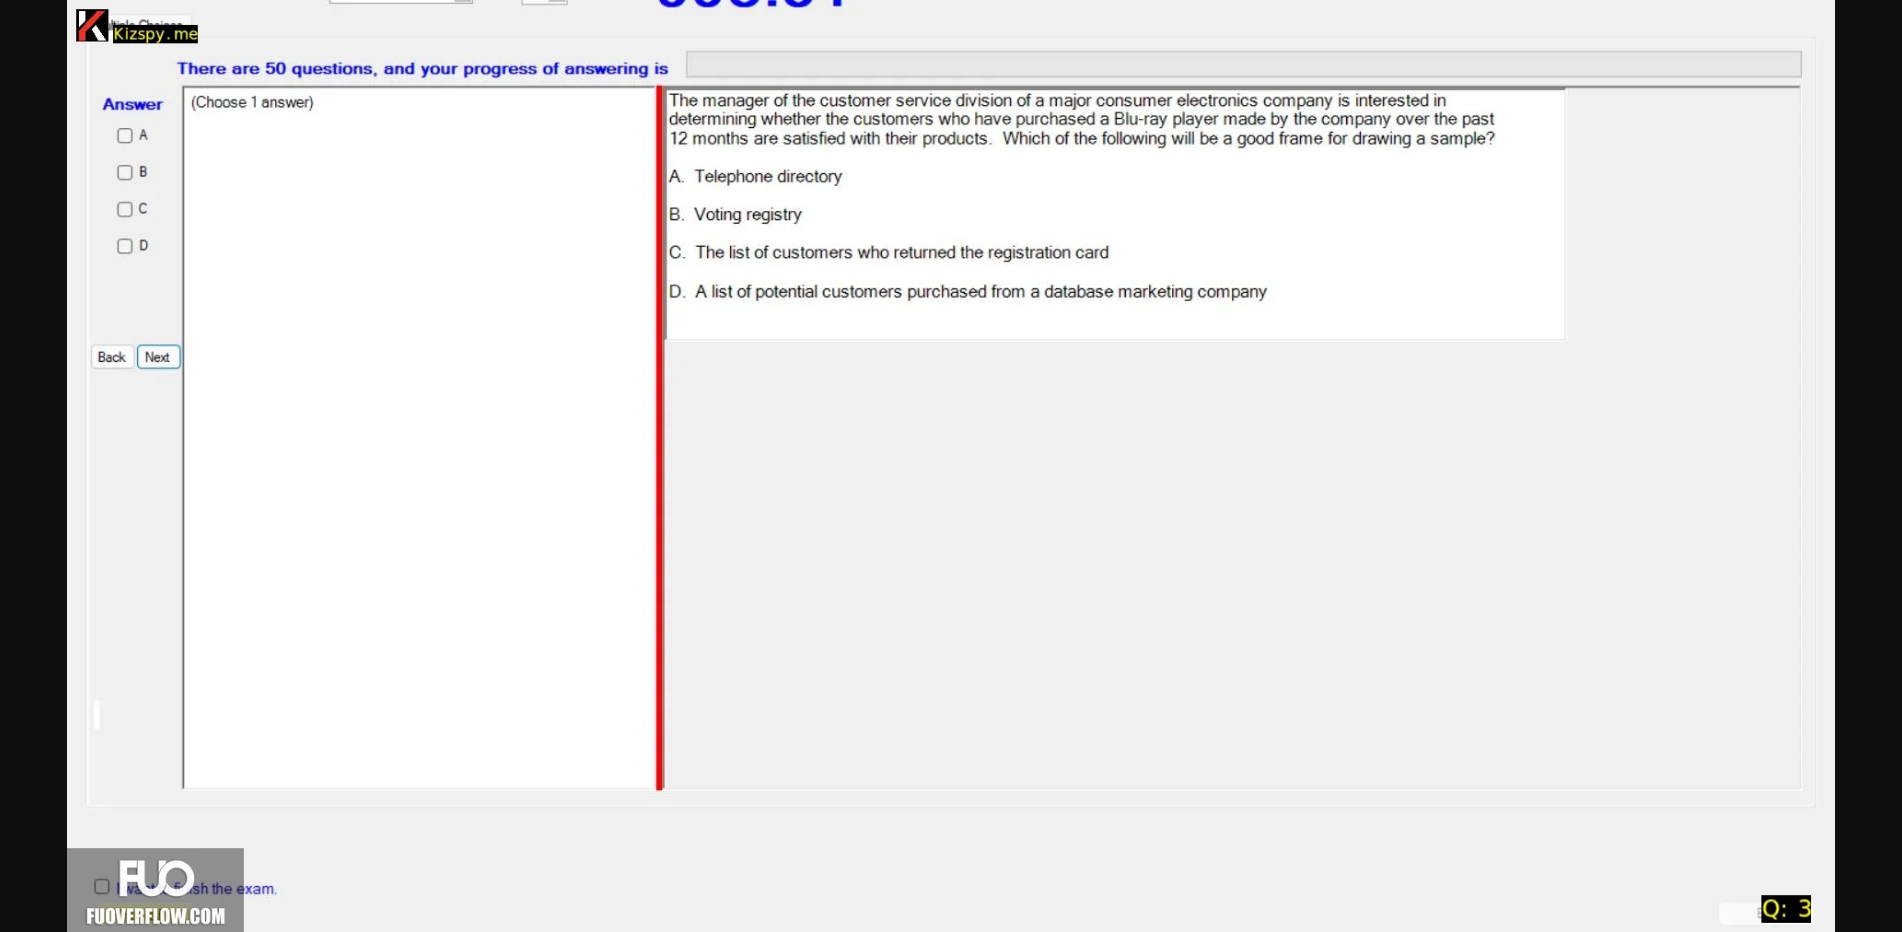 Kizspy.me
There are 50 questions, and your progress of answering is
Answer
(Choose 1 answer)
A
B
C
D
Back
Next
The manager of the customer service division of a major consumer electronics company is interested in
determining whether the customers who have purchased a Blu-ray player made by the company over the past
12 months are satisfied with their products. Which of the following will be a good frame for drawing a sample?
A. Telephone directory
B. Voting registry
C. The list of customers who returned the registration card
D. A list of potential customers purchased from a database marketing company
FUO
the exam.
FUOVERFLOW.COM
Q: 3